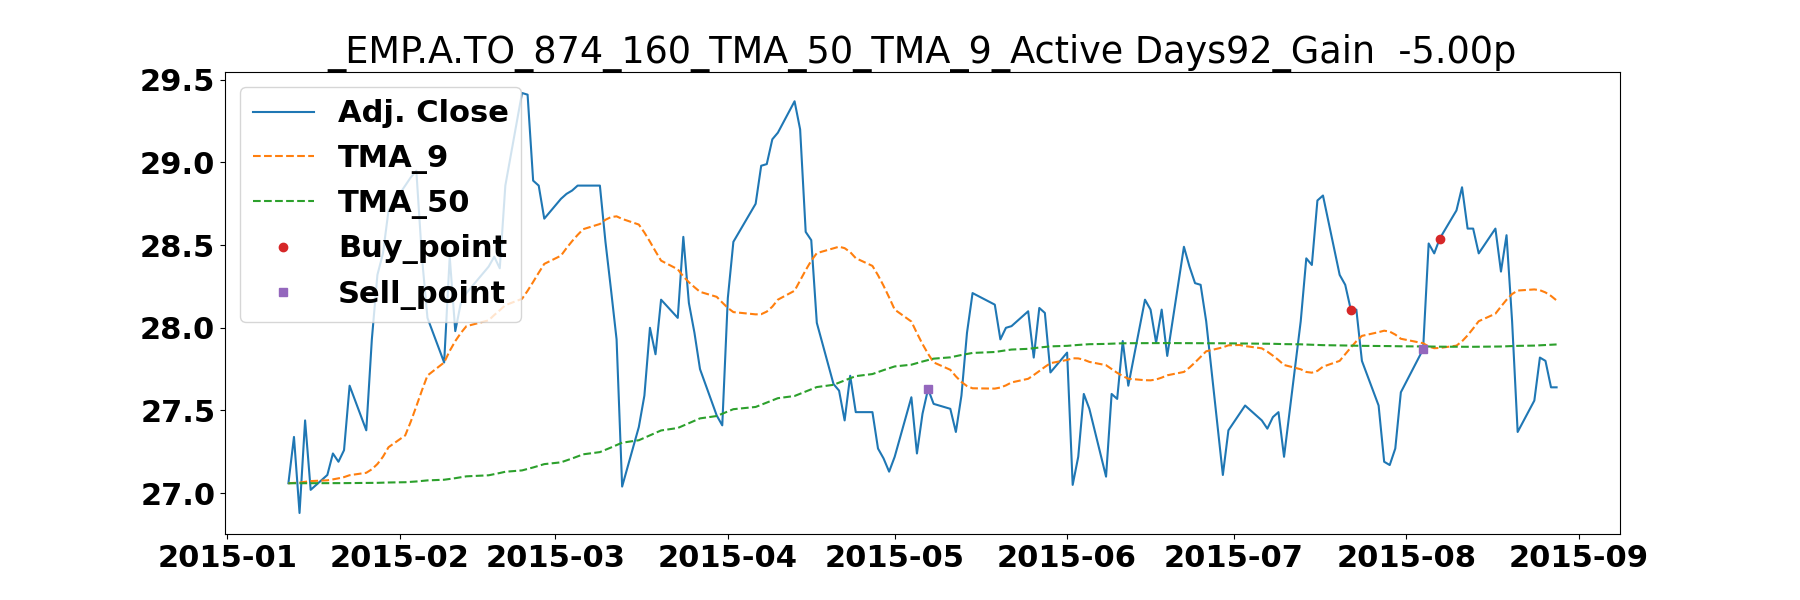 _EMP.A.TO_874_160_TMA_50_TMA_9_Active Days92_Gain  -5.00p
29.5
29.0
28.5
28.0
27.5
27.0
Adj. Close
TMA_9
TMA_50
Buy_point
Sell_point
2015-01 2015-02 2015-03 2015-04 2015-05 2015-06 2015-07 2015-08 2015-09